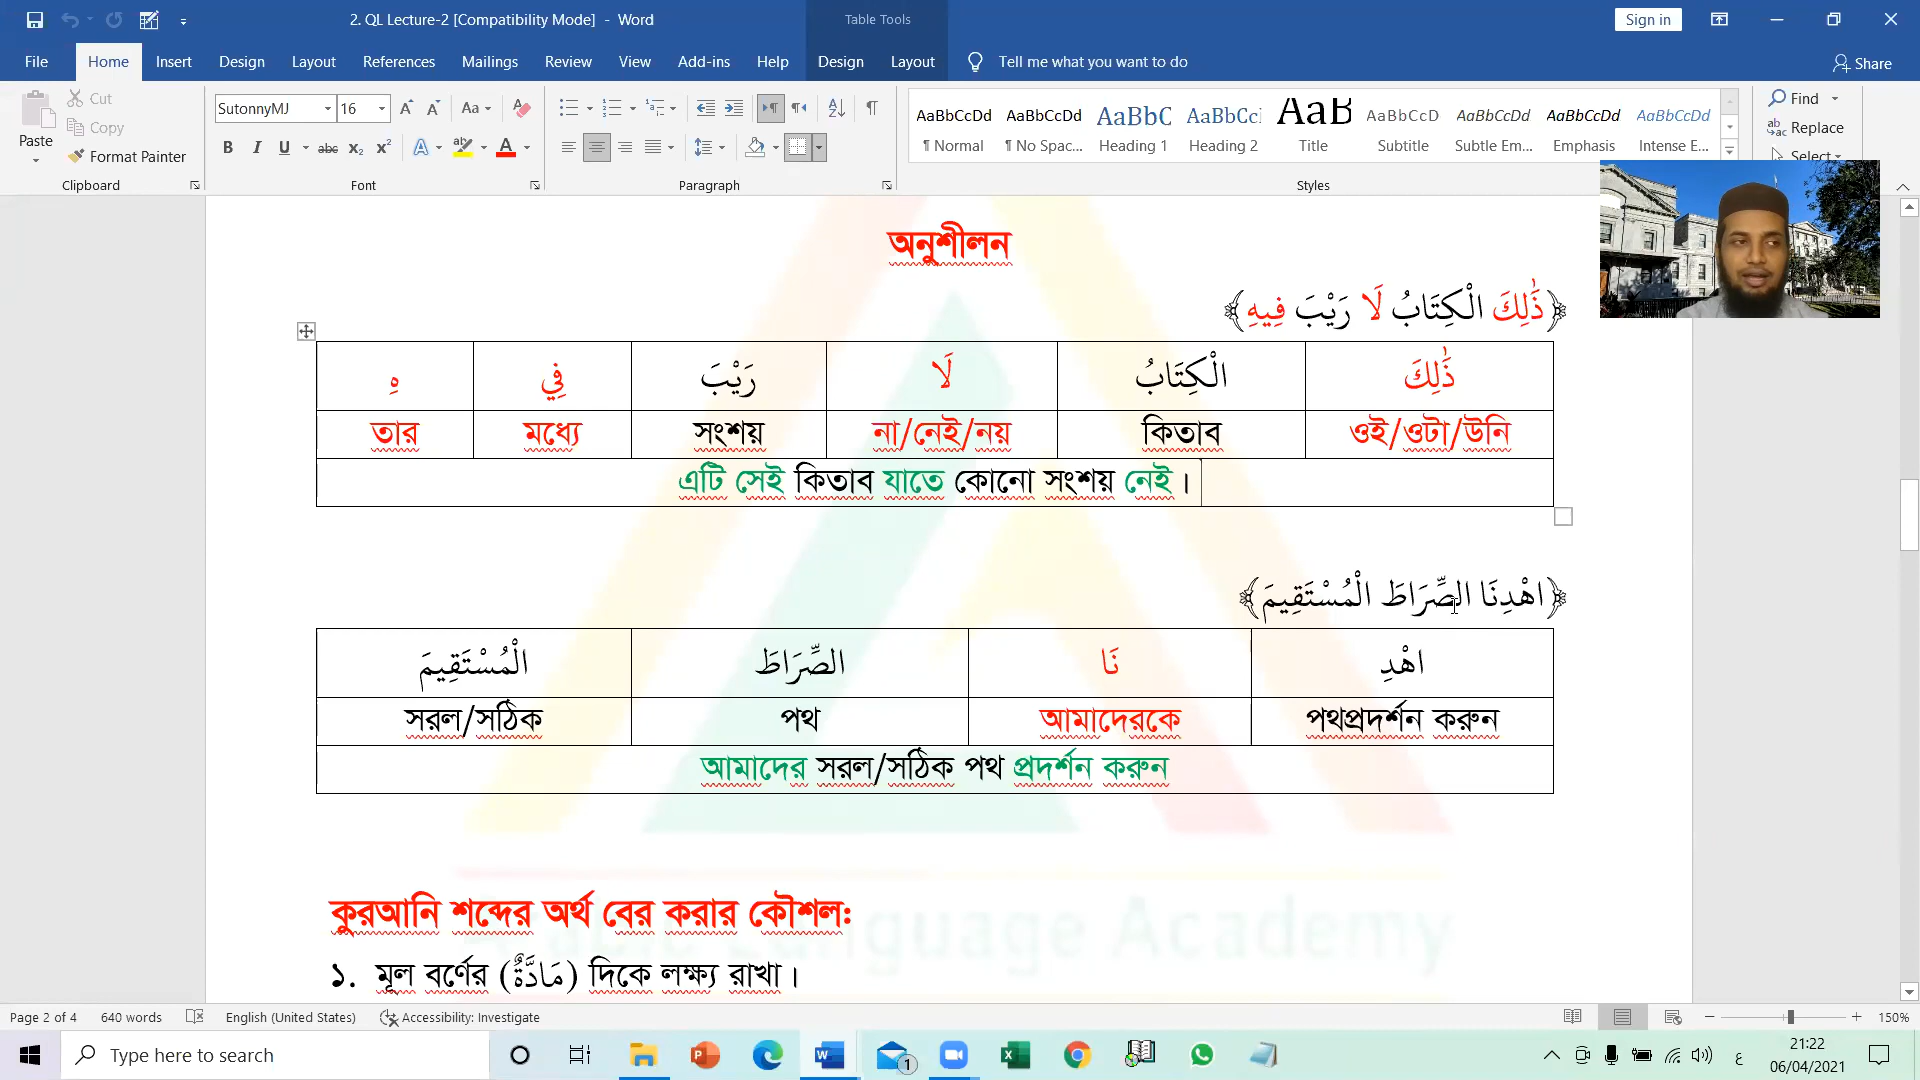 2. QL Lecture-2 [Compatibility Mode] - Word
Table Tools
Sign in
File Home Insert Design Layout References Mailings Review View Add-ins Help Design Layout Tell me what you want to do Share
Paste
Cut
Copy
Format Painter
SutonnyMJ 16
AaBbCcDd AaBbCcDd AaBbC AaBbCc AaB AaBbCcD AaBbCcDd AaBbCcDd AaBbCcDd
¶ Normal ¶ No Spac... Heading 1 Heading 2 Title Subtitle Subtle Em... Emphasis Intense E...
Find
Replace
Select
Clipboard Font Paragraph Styles
অনুশীলন
﴿ذَٰلِكَ الْكِتَابُ لَا رَيْبَ فِيهِ﴾
ذَٰلِكَ الْكِتَابُ لَا رَيْبَ فِي هِ
তার মধ্যে সংশয় না/নেই/নয় কিতাব ওই/ওটা/উনি
এটি সেই কিতাব যাতে কোনো সংশয় নেই।
﴿اهْدِنَا الصِّرَاطَ الْمُسْتَقِيمَ﴾
اهْدِ نَا الصِّرَاطَ الْمُسْتَقِيمَ
সরল/সঠিক পথ আমাদেরকে পথপ্রদর্শন করুন
আমাদের সরল/সঠিক পথ প্রদর্শন করুন
কুরআনি শব্দের অর্থ বের করার কৌশল:
১. মূল বর্ণের (مَادَّةٌ) দিকে লক্ষ্য রাখা।
Language Academy
Page 2 of 4 640 words English (United States) Accessibility: Investigate 150%
Type here to search
1
ع
21:22
06/04/2021